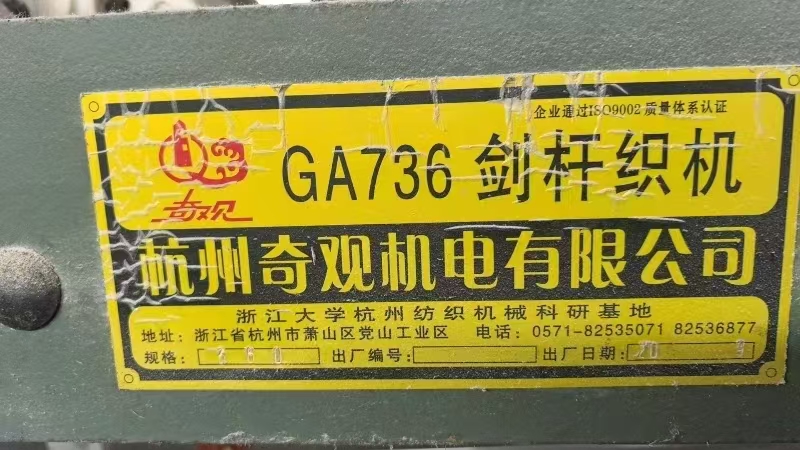 企业通过ISO9002质量体系认证
奇观
GA736 剑杆织机
杭州奇观机电有限公司
浙江大学杭州纺织机械科研基地
地址：浙江省杭州市萧山区党山工业区 电话：0571-82535071 82536877
规格： 出厂编号： 出厂日期：20